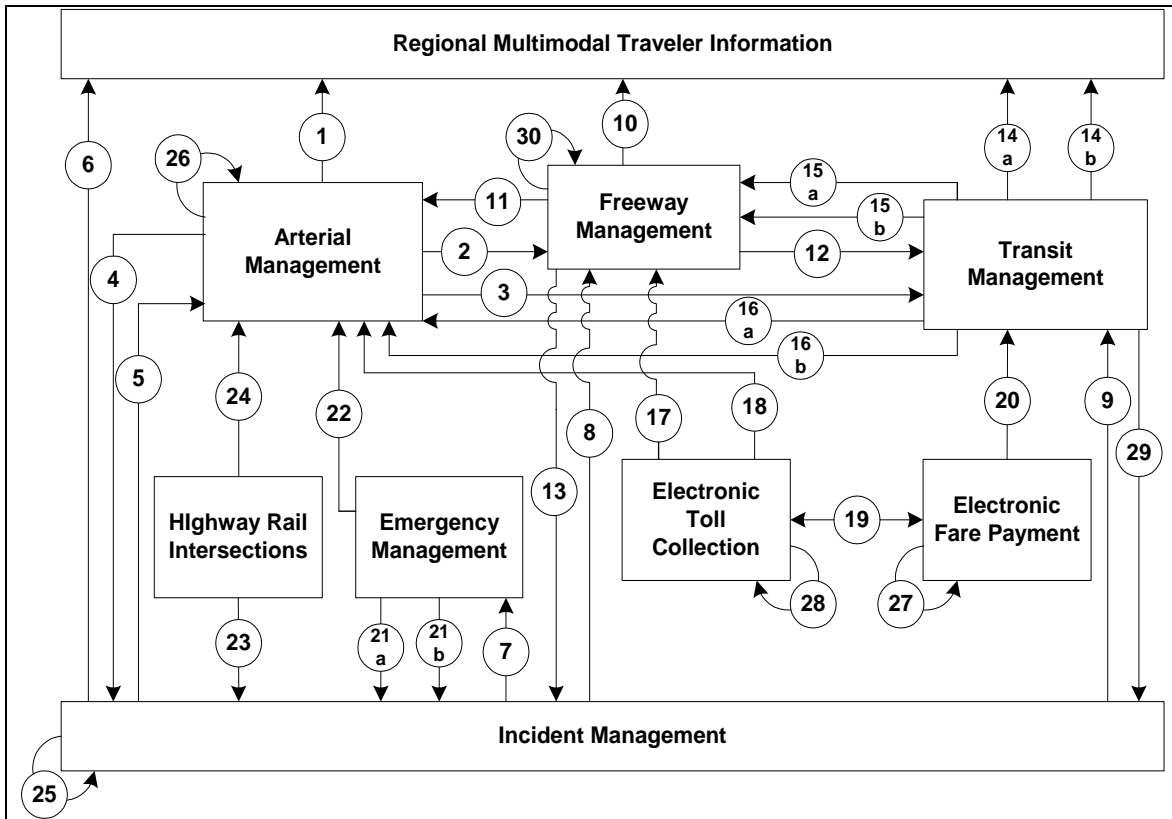 Regional Multimodal Traveler Information
1
10
30
14
a
14
b
6
26
15
a
11
Freeway
Management
15
b
Arterial
Management
2
12
Transit
Management
4
3
16
a
16
b
5
24
22
8
17
18
20
9
29
13
HIghway Rail
Intersections
Emergency
Management
Electronic
Toll
Collection
19
Electronic
Fare Payment
28
27
23
21
a
21
b
7
Incident Management
25